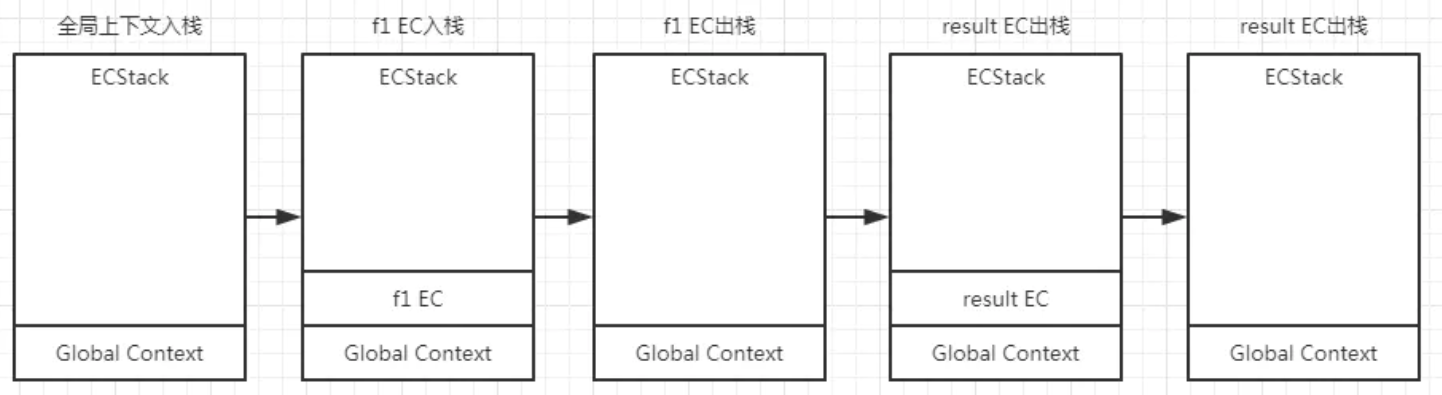 全局上下文入栈
f1 EC入栈
f1 EC出栈
result EC出栈
result EC出栈
ECStack
ECStack
ECStack
ECStack
ECStack
f1 EC
result EC
Global Context
Global Context
Global Context
Global Context
Global Context